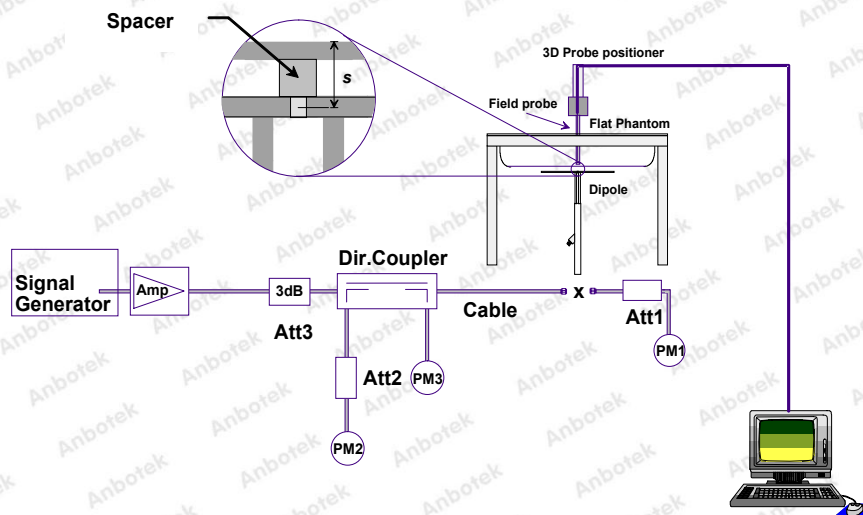 Spacer
s
3D Probe positioner
Field probe
Flat Phantom
Dipole
Signal
Generator
Amp
3dB
Att3
Dir.Coupler
Cable
x
Att1
PM1
Att2
PM3
PM2
Anbotek